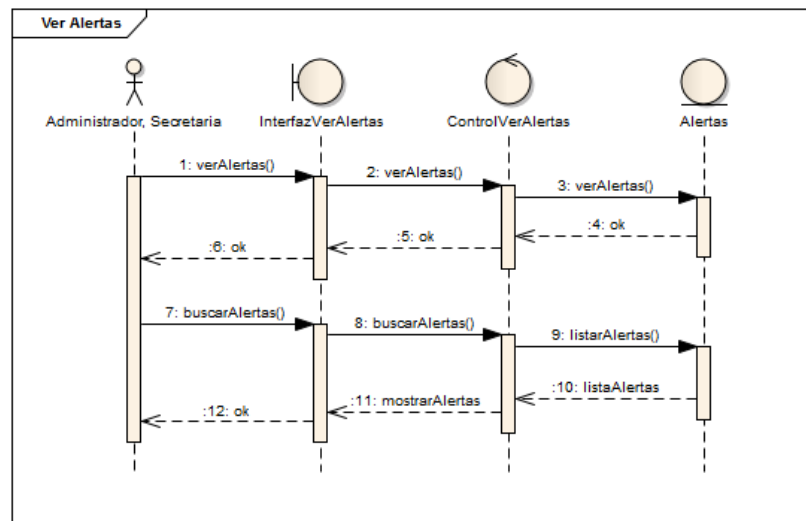 Ver Alertas
Administrador, Secretaria
InterfazVerAlertas
ControlVerAlertas
Alertas
1: verAlertas()
2: verAlertas()
3: verAlertas()
:4: ok
:5: ok
:6: ok
7: buscarAlertas()
8: buscarAlertas()
9: listarAlertas()
:10: listaAlertas
:11: mostrarAlertas
:12: ok